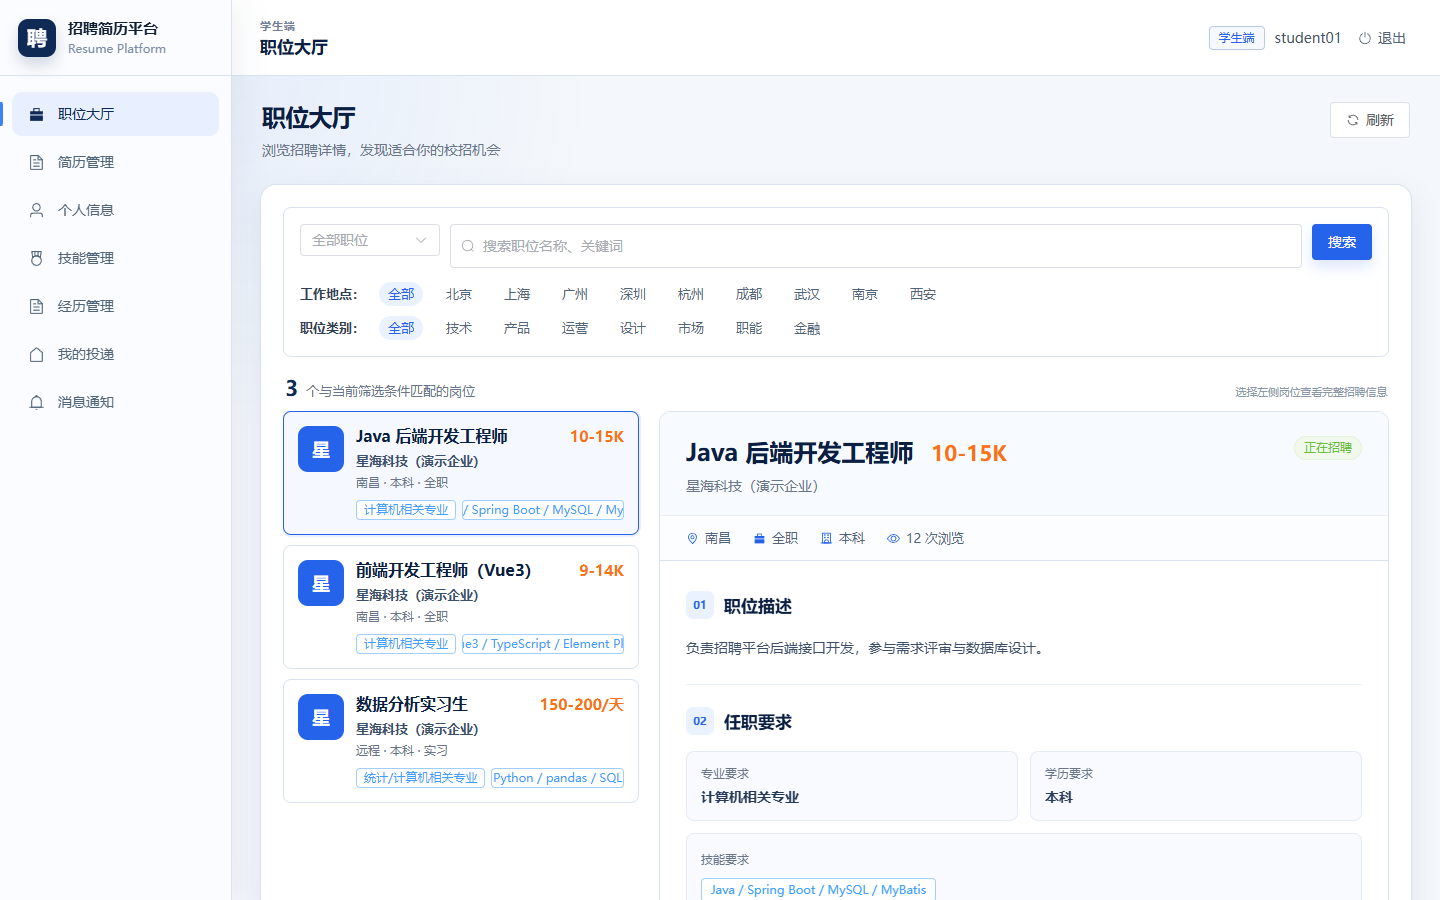 聘
招聘简历平台
Resume Platform
职位大厅
简历管理
个人信息
技能管理
经历管理
我的投递
消息通知
学生端
职位大厅
学生端 student01 退出
职位大厅
浏览招聘详情，发现适合你的校招机会
刷新
全部职位 搜索职位名称、关键词 搜索
工作地点： 全部 北京 上海 广州 深圳 杭州 成都 武汉 南京 西安
职位类别： 全部 技术 产品 运营 设计 市场 职能 金融
3 个与当前筛选条件匹配的岗位
选择左侧岗位查看完整招聘信息
星
Java 后端开发工程师 10-15K
星海科技（演示企业）
南昌 · 本科 · 全职
计算机相关专业 / Spring Boot / MySQL / My
星
前端开发工程师（Vue3） 9-14K
星海科技（演示企业）
南昌 · 本科 · 全职
计算机相关专业 ue3 / TypeScript / Element Pl
星
数据分析实习生 150-200/天
星海科技（演示企业）
远程 · 本科 · 实习
统计/计算机相关专业 Python / pandas / SQL
Java 后端开发工程师 10-15K
正在招聘
星海科技（演示企业）
南昌 全职 本科 12 次浏览
01 职位描述
负责招聘平台后端接口开发，参与需求评审与数据库设计。
02 任职要求
专业要求
计算机相关专业
学历要求
本科
技能要求
Java / Spring Boot / MySQL / MyBatis